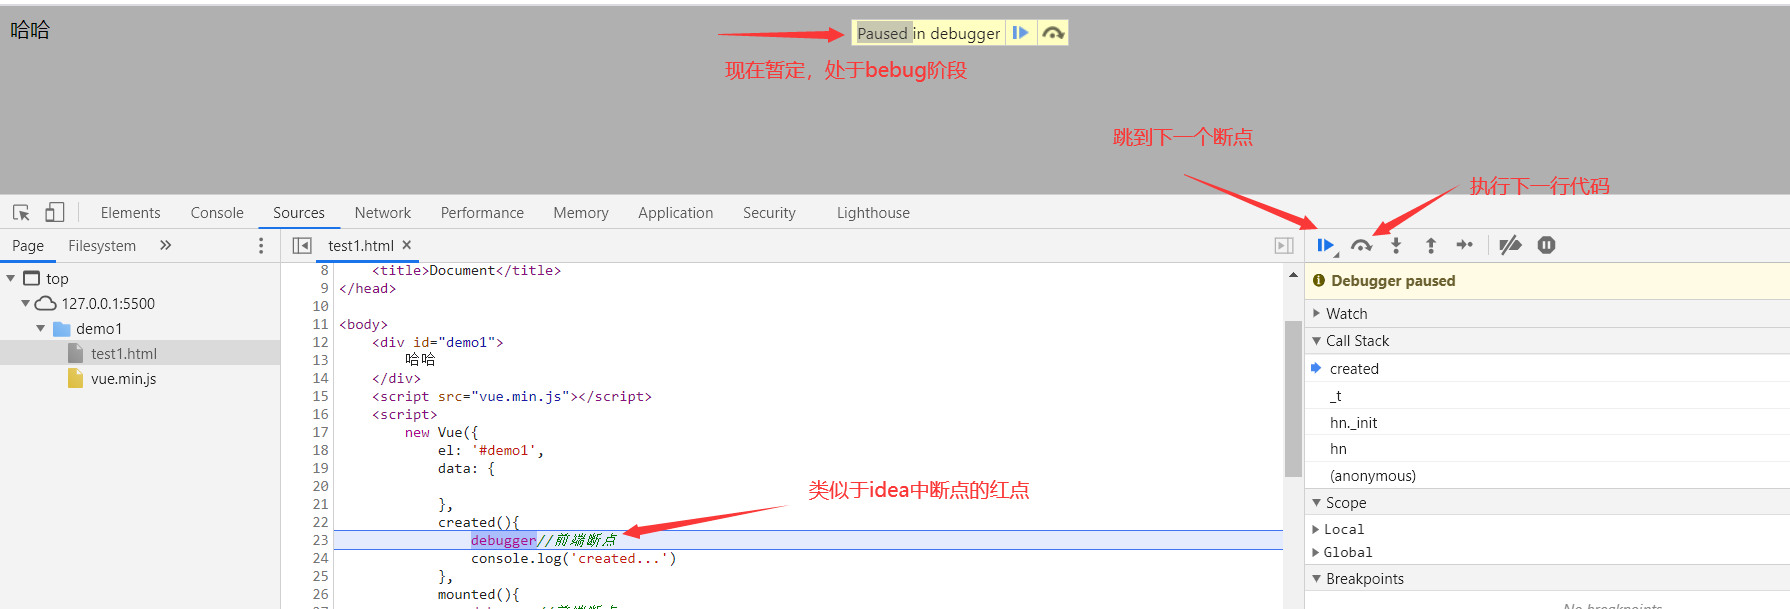 哈哈
Paused in debugger
现在暂定，处于bebug阶段
跳到下一个断点
执行下一行代码
Elements Console Sources Network Performance Memory Application Security Lighthouse
Page Filesystem »
test1.html ×
top
127.0.0.1:5500
demo1
test1.html
vue.min.js
8 <title>Document</title>
9 </head>
10
11 <body>
12 <div id="demo1">
13 哈哈
14 </div>
15 <script src="vue.min.js"></script>
16 <script>
17 new Vue({
18 el: '#demo1',
19 data: {
20
21 },
22 created(){
23 debugger//前端断点
24 console.log('created...')
25 },
26 mounted(){
类似于idea中断点的红点
Debugger paused
Watch
Call Stack
created
_t
hn._init
hn
(anonymous)
Scope
Local
Global
Breakpoints
No breakpoints